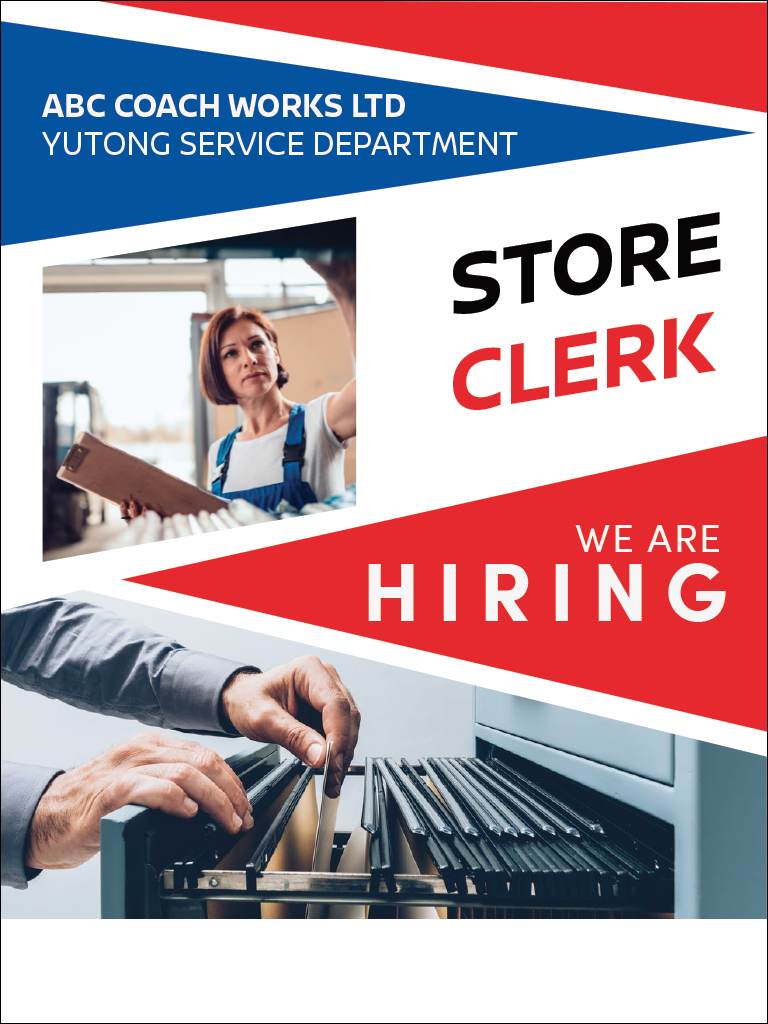 ABC COACH WORKS LTD
YUTONG SERVICE DEPARTMENT
STORE
CLERK
WE ARE
HIRING